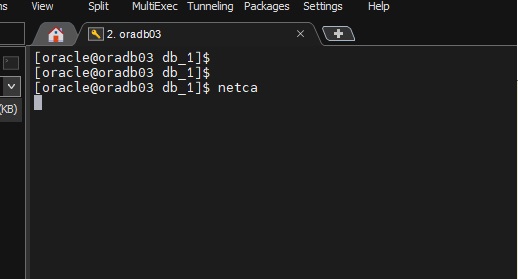 ns View Split MultiExec Tunneling Packages Settings Help
2. oradb03
[oracle@oradb03 db_1]$
[oracle@oradb03 db_1]$
[oracle@oradb03 db_1]$ netca
(KB)